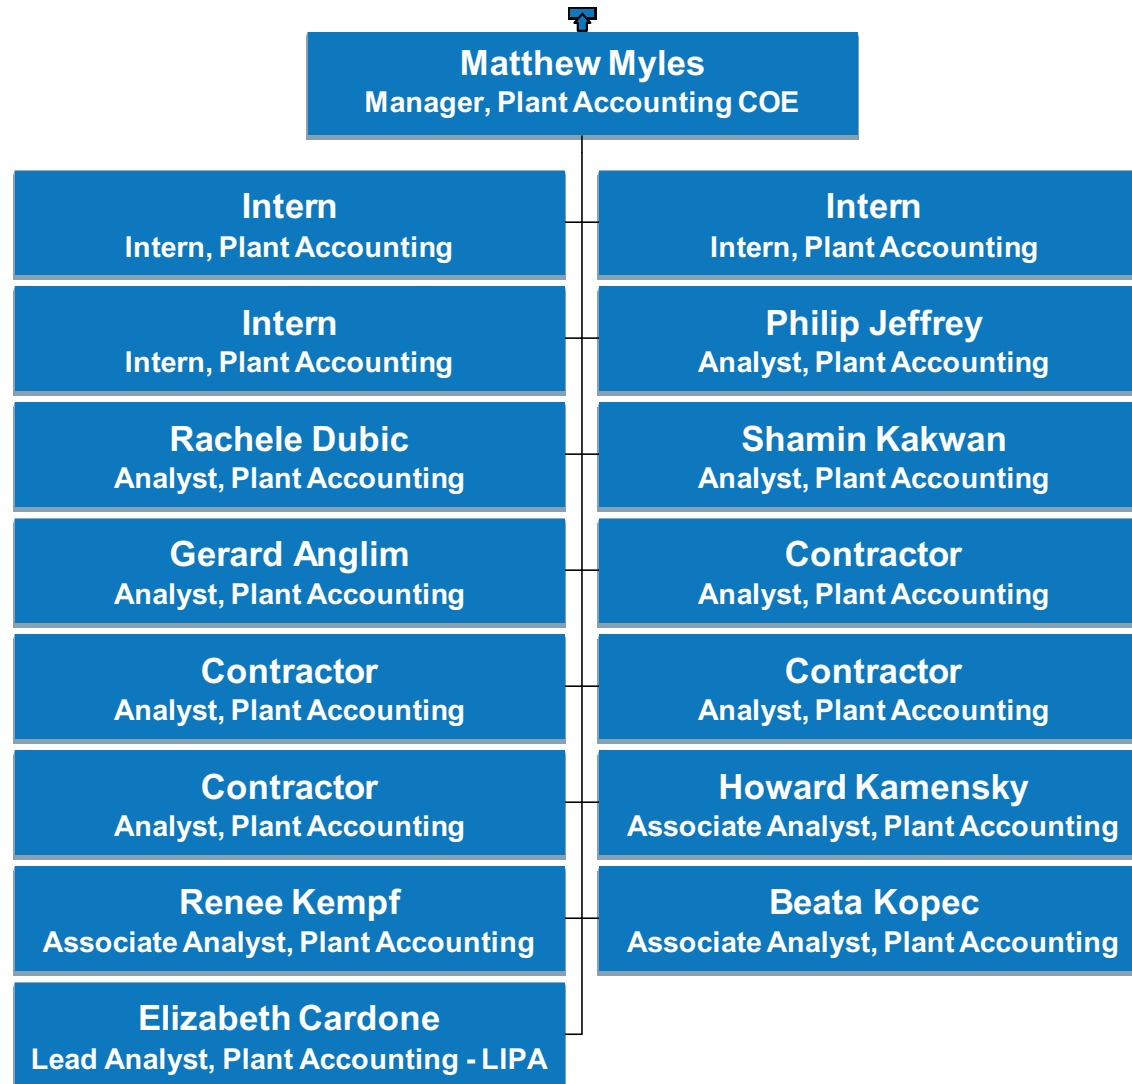 Matthew Myles
Manager, Plant Accounting COE
Intern
Intern, Plant Accounting
Intern
Intern, Plant Accounting
Intern
Intern, Plant Accounting
Philip Jeffrey
Analyst, Plant Accounting
Rachele Dubic
Analyst, Plant Accounting
Shamin Kakwan
Analyst, Plant Accounting
Gerard Anglim
Analyst, Plant Accounting
Contractor
Analyst, Plant Accounting
Contractor
Analyst, Plant Accounting
Contractor
Analyst, Plant Accounting
Contractor
Analyst, Plant Accounting
Howard Kamensky
Associate Analyst, Plant Accounting
Renee Kempf
Associate Analyst, Plant Accounting
Beata Kopec
Associate Analyst, Plant Accounting
Elizabeth Cardone
Lead Analyst, Plant Accounting - LIPA